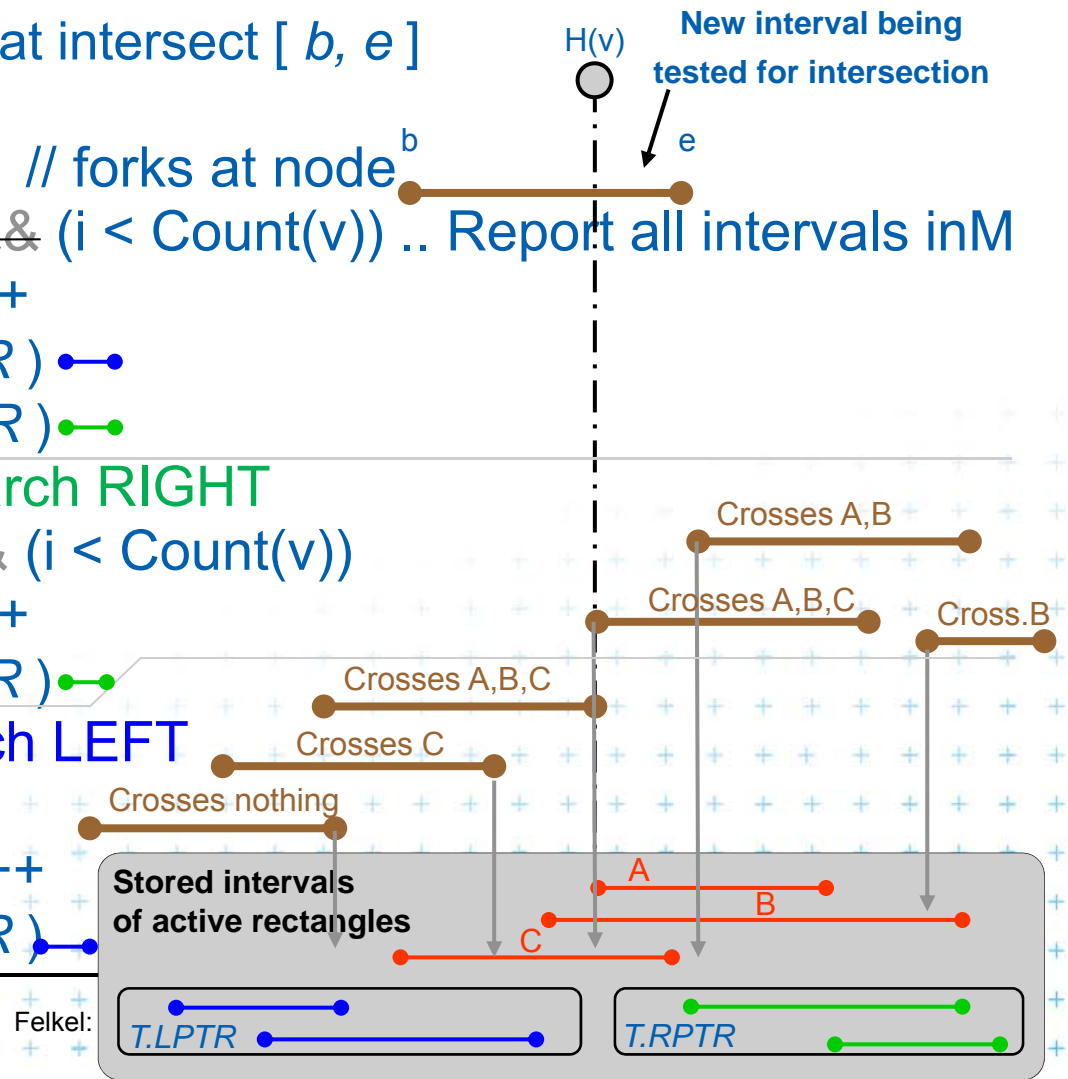 at intersect [ b, e ]
H(v)
New interval being
tested for intersection
b
e
// forks at node
& (i < Count(v)) .. Report all intervals inM
+
R )
R )
rch RIGHT
Crosses A,B
& (i < Count(v))
+
Crosses A,B,C
Cross.B
R )
Crosses A,B,C
ch LEFT
Crosses C
Crosses nothing
++
Stored intervals
of active rectangles
A
B
R )
C
Felkel:
T.LPTR
T.RPTR